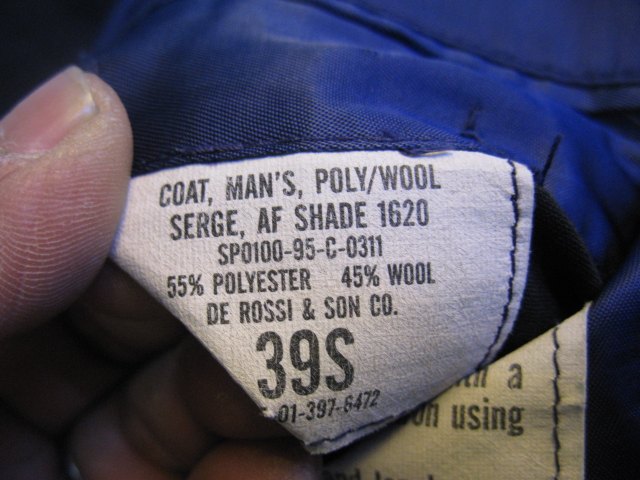 COAT, MAN'S, POLY/WOOL
SERGE, AF SHADE 1620
SP0100-95-C-0311
55% POLYESTER 45% WOOL
DE ROSSI & SON CO.
39S
01-397-6472
with a
using